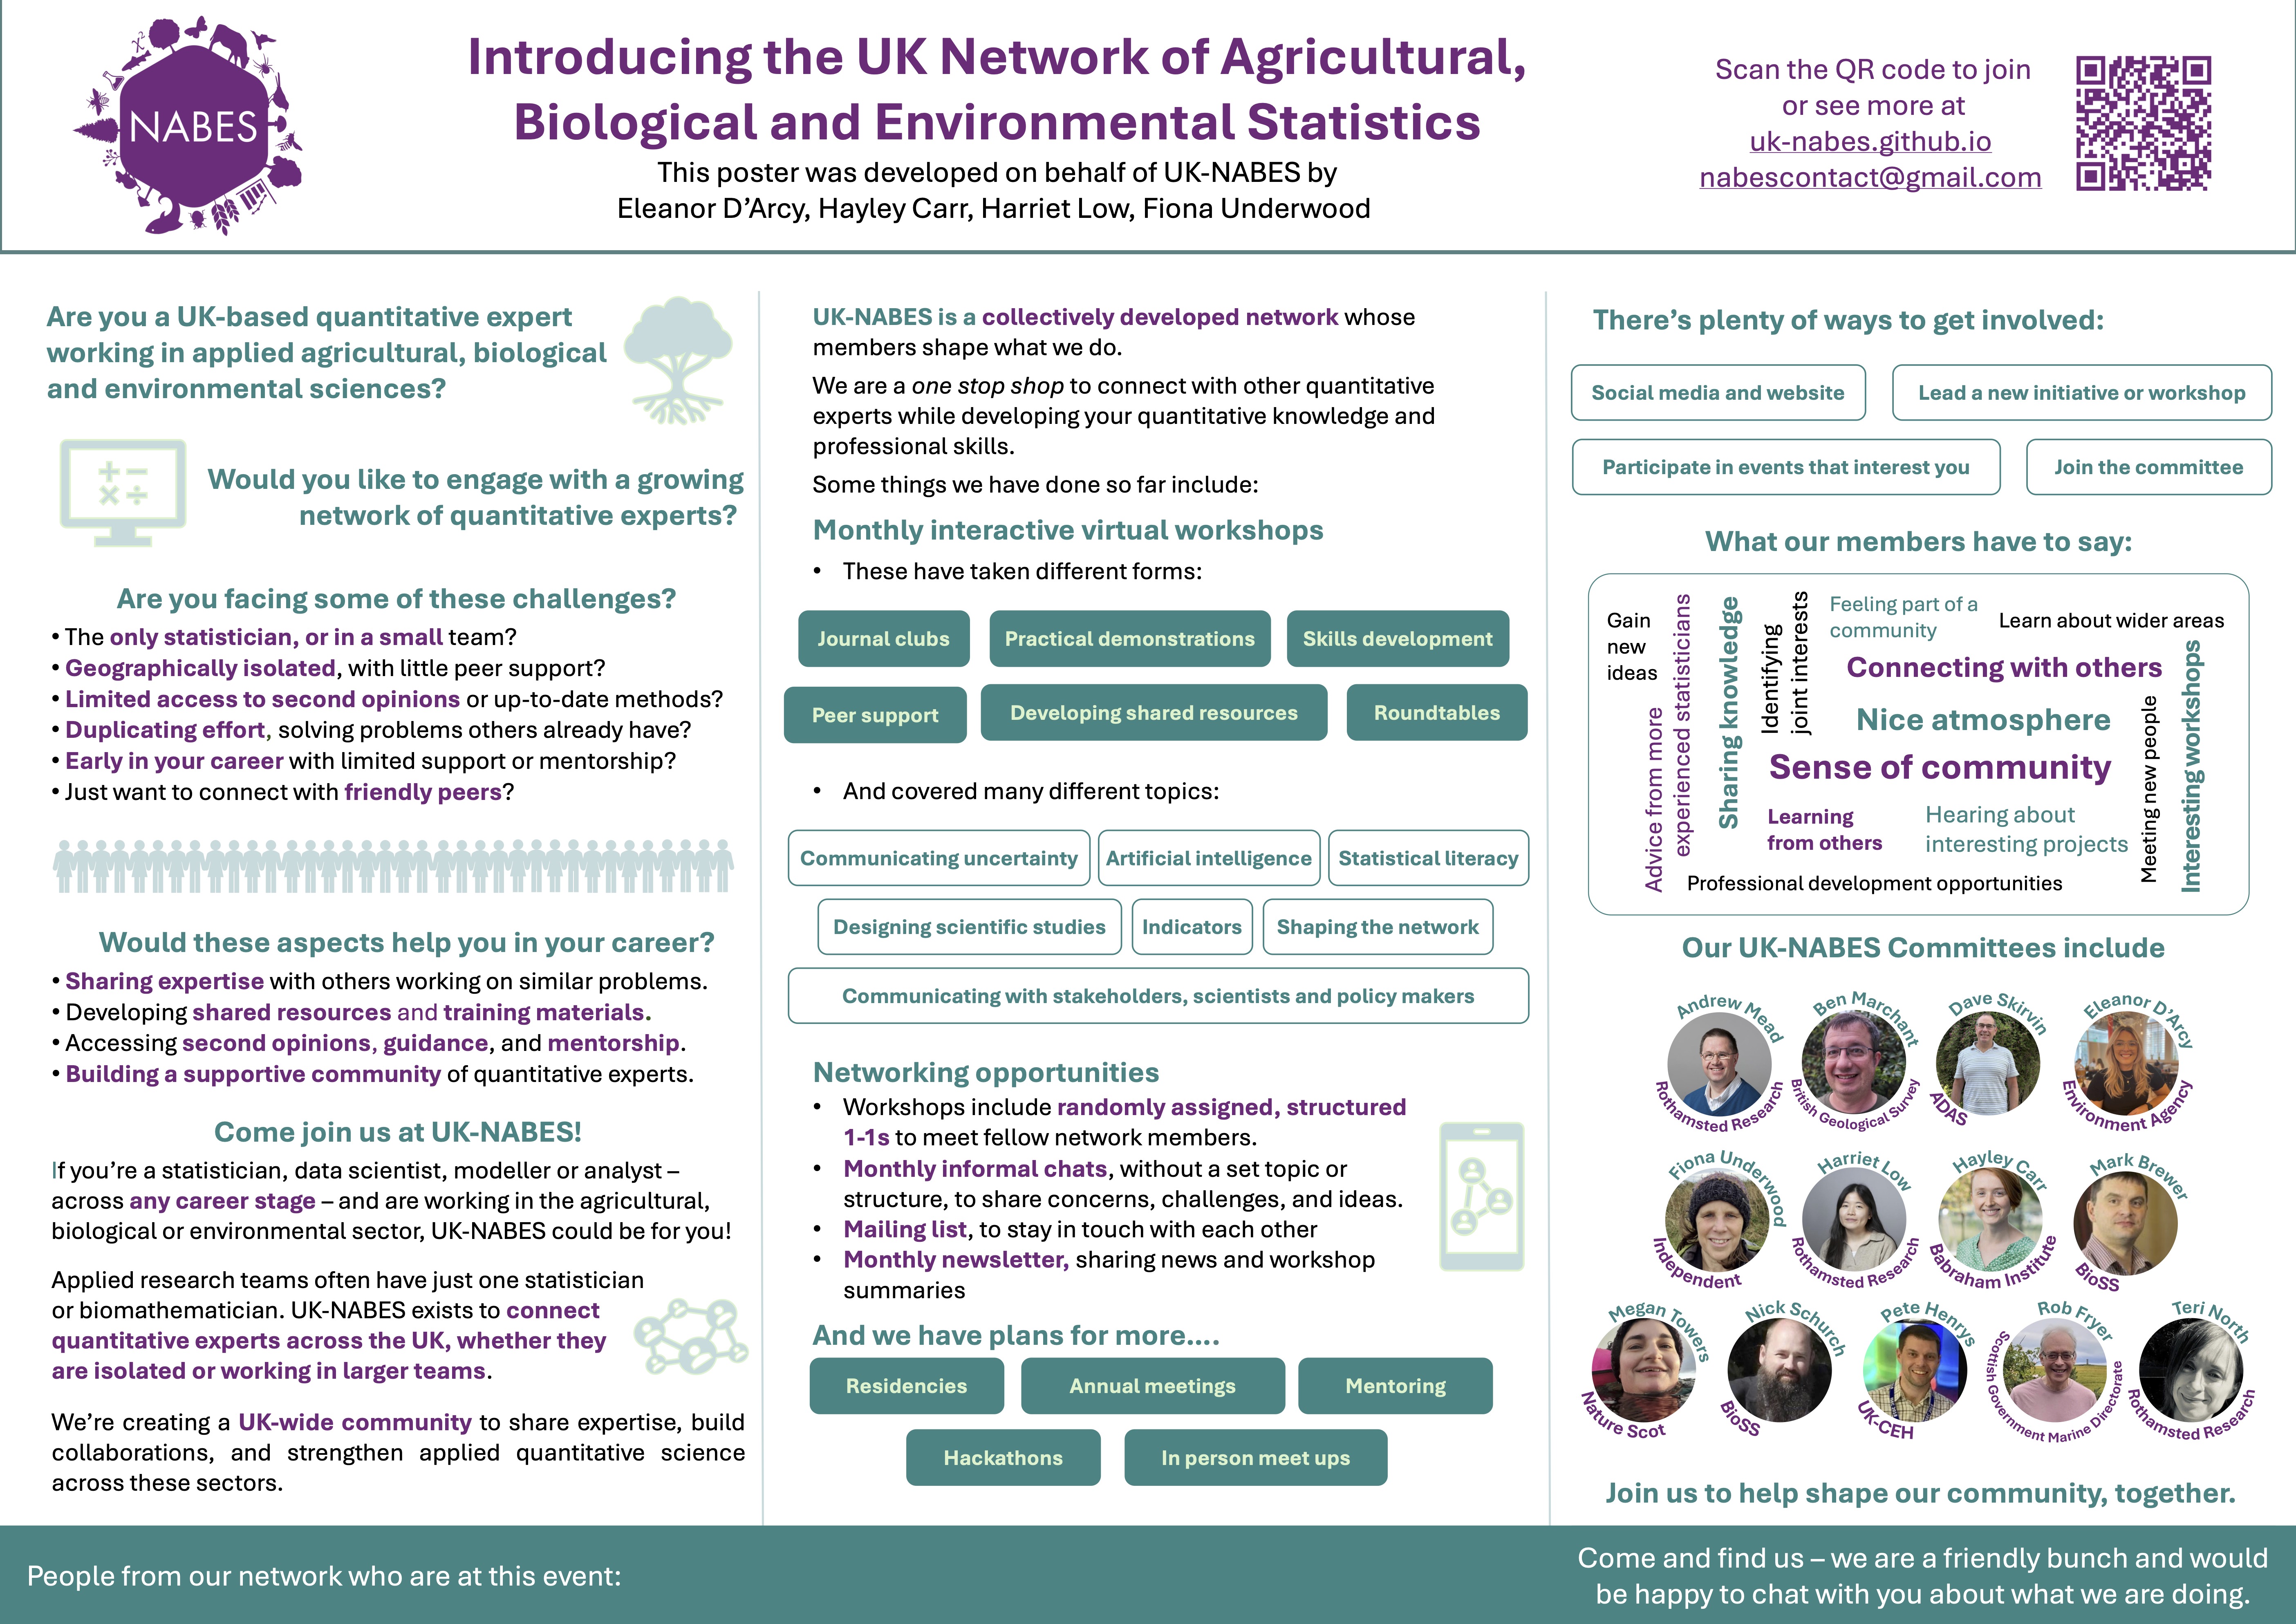 NABES
χ²
Introducing the UK Network of Agricultural,
Biological and Environmental Statistics
This poster was developed on behalf of UK-NABES by
Eleanor D’Arcy, Hayley Carr, Harriet Low, Fiona Underwood
Scan the QR code to join
or see more at
uk-nabes.github.io
nabescontact@gmail.com
Are you a UK-based quantitative expert
working in applied agricultural, biological
and environmental sciences?
Would you like to engage with a growing
network of quantitative experts?
Are you facing some of these challenges?
• The only statistician, or in a small team?
• Geographically isolated, with little peer support?
• Limited access to second opinions or up-to-date methods?
• Duplicating effort, solving problems others already have?
• Early in your career with limited support or mentorship?
• Just want to connect with friendly peers?
Would these aspects help you in your career?
• Sharing expertise with others working on similar problems.
• Developing shared resources and training materials.
• Accessing second opinions, guidance, and mentorship.
• Building a supportive community of quantitative experts.
Come join us at UK-NABES!
If you’re a statistician, data scientist, modeller or analyst –
across any career stage – and are working in the agricultural,
biological or environmental sector, UK-NABES could be for you!
Applied research teams often have just one statistician
or biomathematician. UK-NABES exists to connect
quantitative experts across the UK, whether they
are isolated or working in larger teams.
We’re creating a UK-wide community to share expertise, build
collaborations, and strengthen applied quantitative science
across these sectors.
UK-NABES is a collectively developed network whose
members shape what we do.
We are a one stop shop to connect with other quantitative
experts while developing your quantitative knowledge and
professional skills.
Some things we have done so far include:
Monthly interactive virtual workshops
• These have taken different forms:
Journal clubs
Practical demonstrations
Skills development
Peer support
Developing shared resources
Roundtables
• And covered many different topics:
Communicating uncertainty
Artificial intelligence
Statistical literacy
Designing scientific studies
Indicators
Shaping the network
Communicating with stakeholders, scientists and policy makers
Networking opportunities
• Workshops include randomly assigned, structured
1-1s to meet fellow network members.
• Monthly informal chats, without a set topic or
structure, to share concerns, challenges, and ideas.
• Mailing list, to stay in touch with each other
• Monthly newsletter, sharing news and workshop
summaries
And we have plans for more....
Residencies
Annual meetings
Mentoring
Hackathons
In person meet ups
There’s plenty of ways to get involved:
Social media and website
Lead a new initiative or workshop
Participate in events that interest you
Join the committee
What our members have to say:
Gain
new
ideas
Advice from more
experienced statisticians
Sharing knowledge
Identifying
joint interests
Feeling part of a
community
Learn about wider areas
Connecting with others
Nice atmosphere
Sense of community
Learning
from others
Hearing about
interesting projects
Meeting new people
Interesting workshops
Professional development opportunities
Our UK-NABES Committees include
Andrew Mead
Rothamsted Research
Ben Marchant
British Geological Survey
Dave Skirvin
ADAS
Eleanor D’Arcy
Environment Agency
Fiona Underwood
Independent
Harriet Low
Rothamsted Research
Hayley Carr
Babraham Institute
Mark Brewer
BioSS
Megan Towers
Nature Scot
Nick Schurch
BioSS
Pete Henrys
UK-CEH
Rob Fryer
Scottish Government Marine Directorate
Teri North
Rothamsted Research
Join us to help shape our community, together.
People from our network who are at this event:
Come and find us – we are a friendly bunch and would
be happy to chat with you about what we are doing.